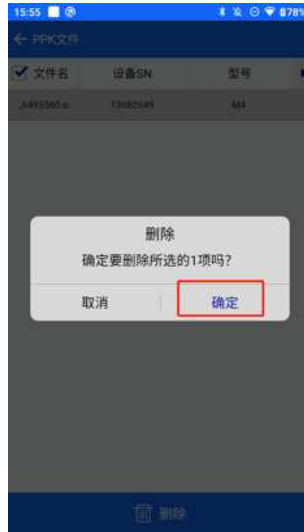 15:55 78%
← PPK文件
文件名 设备SN 型号
M4
删除
确定要删除所选的1项吗?
取消 确定
删除